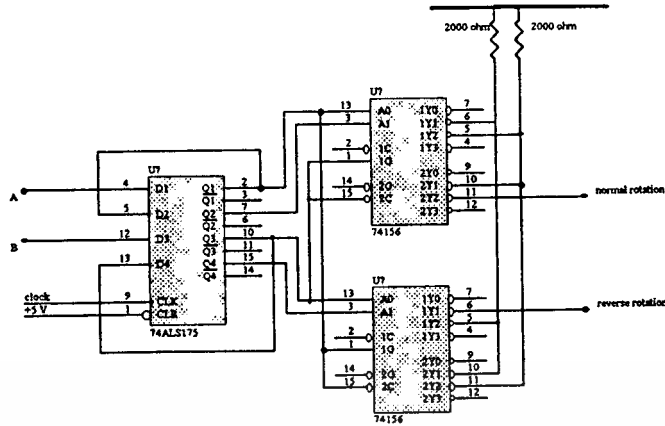 2000 ohm
2000 ohm
U?
13 A0 1Y0 7
3 A1 1Y1 6
1Y2 5
2 1C 1Y3 4
1 1G
2Y0 9
14 2G 2Y1 10
15 2C 2Y2 11
2Y3 12
74156
normal rotation
U?
A 4 D1 Q1 2
Q1 3
5 D2 Q2 7
Q2 6
B 12 D3 Q3 10
Q3 11
13 D4 Q4 15
Q4 14
clock 9 CLK
+5 V 1 CLR
74ALS175
U?
13 A0 1Y0 7
3 A1 1Y1 6
1Y2 5
2 1C 1Y3 4
1 1G
2Y0 9
14 2G 2Y1 10
15 2C 2Y2 11
2Y3 12
74156
reverse rotation